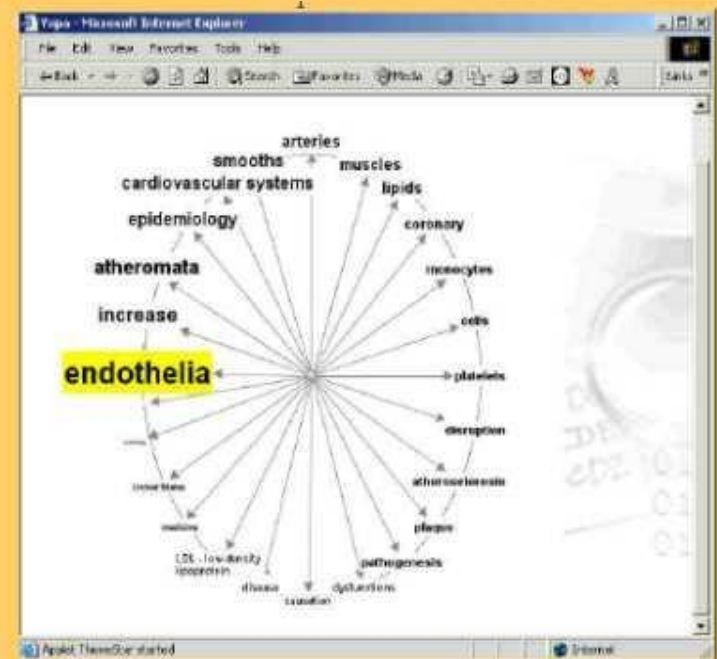 Yapa - Microsoft Internet Explorer
File Edit View Favorites Tools Help
Back Search Favorites Media Links
arteries
smooths
muscles
cardiovascular systems
lipids
epidemiology
coronary
atheromata
monocytes
increase
cells
endothelia
platelets
disruption
atherosclerosis
plaque
LDL - low-density
lipoprotein
pathogenesis
disease
dysfunctions
causation
Applet ThemeStar started
Internet